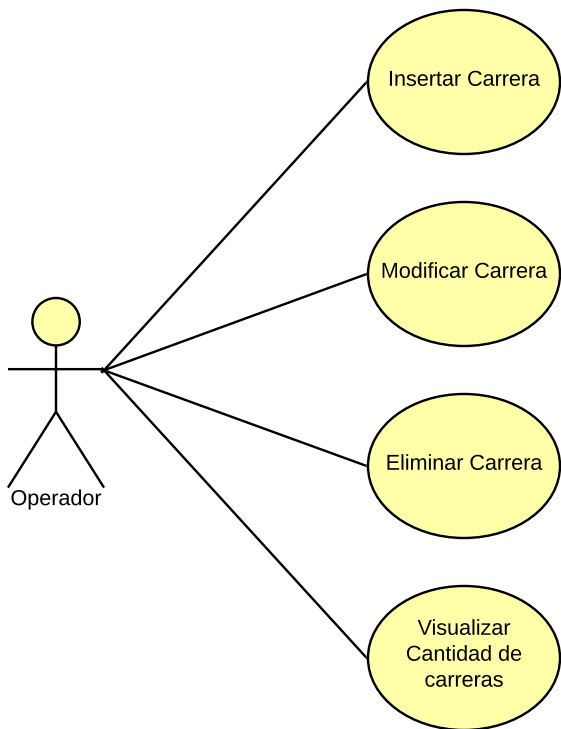 Insertar Carrera
Modificar Carrera
Eliminar Carrera
Operador
Visualizar
Cantidad de
carreras